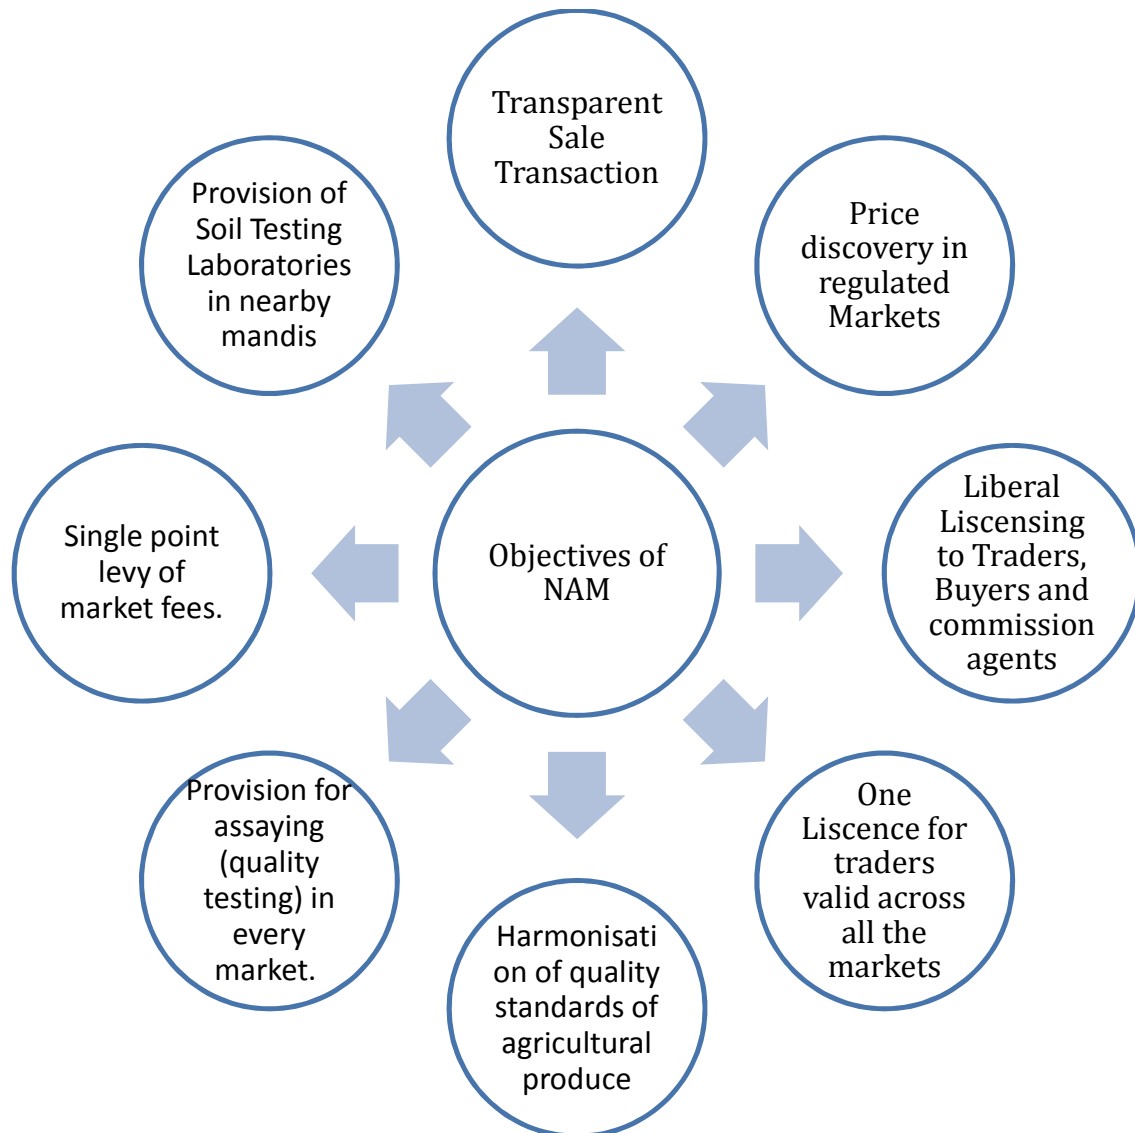 Transparent
Sale
Transaction
Price
discovery in
regulated
Markets
Liberal
Liscensing
to Traders,
Buyers and
commission
agents
One
Liscence for
traders
valid across
all the
markets
Harmonisati
on of quality
standards of
agricultural
produce
Provision for
assaying
(quality
testing) in
every
market.
Single point
levy of
market fees.
Provision of
Soil Testing
Laboratories
in nearby
mandis
Objectives of
NAM